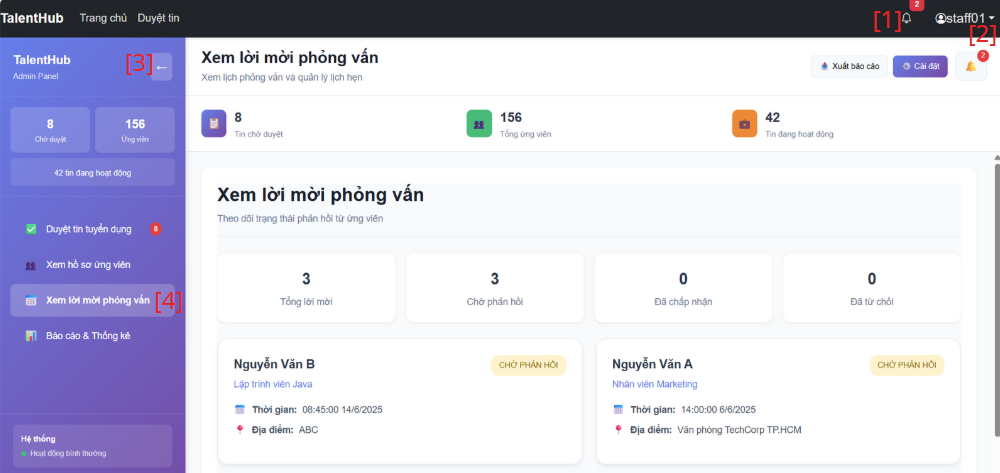 TalentHub Trang chủ Duyệt tin [1] 2 staff01
[2]
TalentHub [3] ←
Admin Panel
8 156
Chờ duyệt Ứng viên
42 tin đang hoạt động
Duyệt tin tuyển dụng 8
Xem hồ sơ ứng viên
Xem lời mời phỏng vấn [4]
Báo cáo & Thống kê
Hệ thống
Hoạt động bình thường
Xem lời mời phỏng vấn
Xem lịch phỏng vấn và quản lý lịch hẹn
Xuất báo cáo Cài đặt 2
8
Tin chờ duyệt
156
Tổng ứng viên
42
Tin đang hoạt động
Xem lời mời phỏng vấn
Theo dõi trạng thái phản hồi từ ứng viên
3
Tổng lời mời
3
Chờ phản hồi
0
Đã chấp nhận
0
Đã từ chối
Nguyễn Văn B CHỜ PHẢN HỒI
Lập trình viên Java
Thời gian: 08:45:00 14/6/2025
Địa điểm: ABC
Nguyễn Văn A CHỜ PHẢN HỒI
Nhân viên Marketing
Thời gian: 14:00:00 6/6/2025
Địa điểm: Văn phòng TechCorp TP.HCM